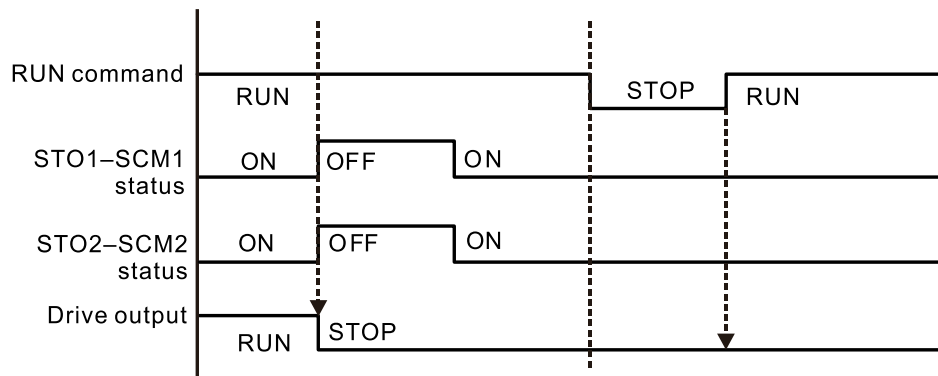 RUN command
RUN
STOP
RUN
STO1–SCM1
status
ON
OFF
ON
STO2–SCM2
status
ON
OFF
ON
Drive output
RUN
STOP